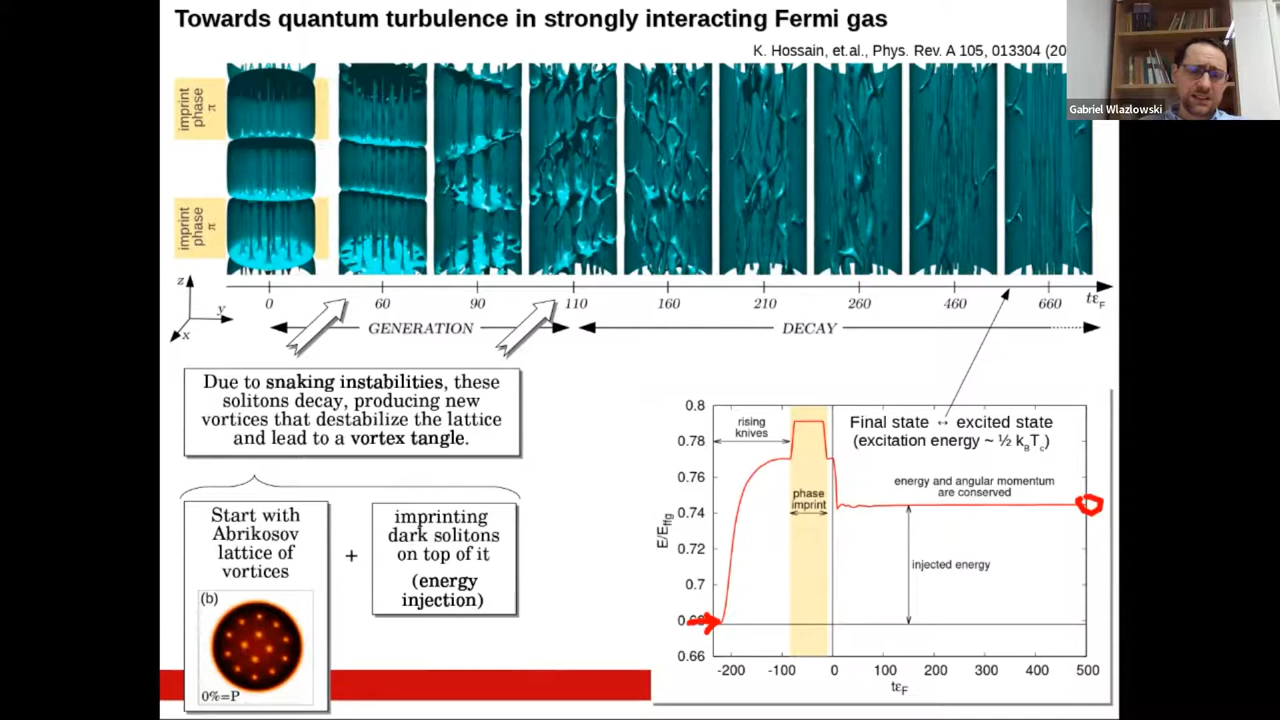 Towards quantum turbulence in strongly interacting Fermi gas
K. Hossain, et.al., Phys. Rev. A 105, 013304 (20
Gabriel Wlazlowski
imprint
phase
π
imprint
phase
π
z
y
x
0 60 90 110 160 210 260 460 660 tεF
GENERATION DECAY
Due to snaking instabilities, these
solitons decay, producing new
vortices that destabilize the lattice
and lead to a vortex tangle.
Start with
Abrikosov
lattice of
vortices
(b)
0%=P
+
imprinting
dark solitons
on top of it
(energy
injection)
0.8
0.78
0.76
0.74
0.72
0.7
0.66
E/Effg
rising
knives
phase
imprint
Final state ↔ excited state
(excitation energy ~ ½ kBTc)
energy and angular momentum
are conserved
injected energy
-200 -100 0 100 200 300 400 500
tεF